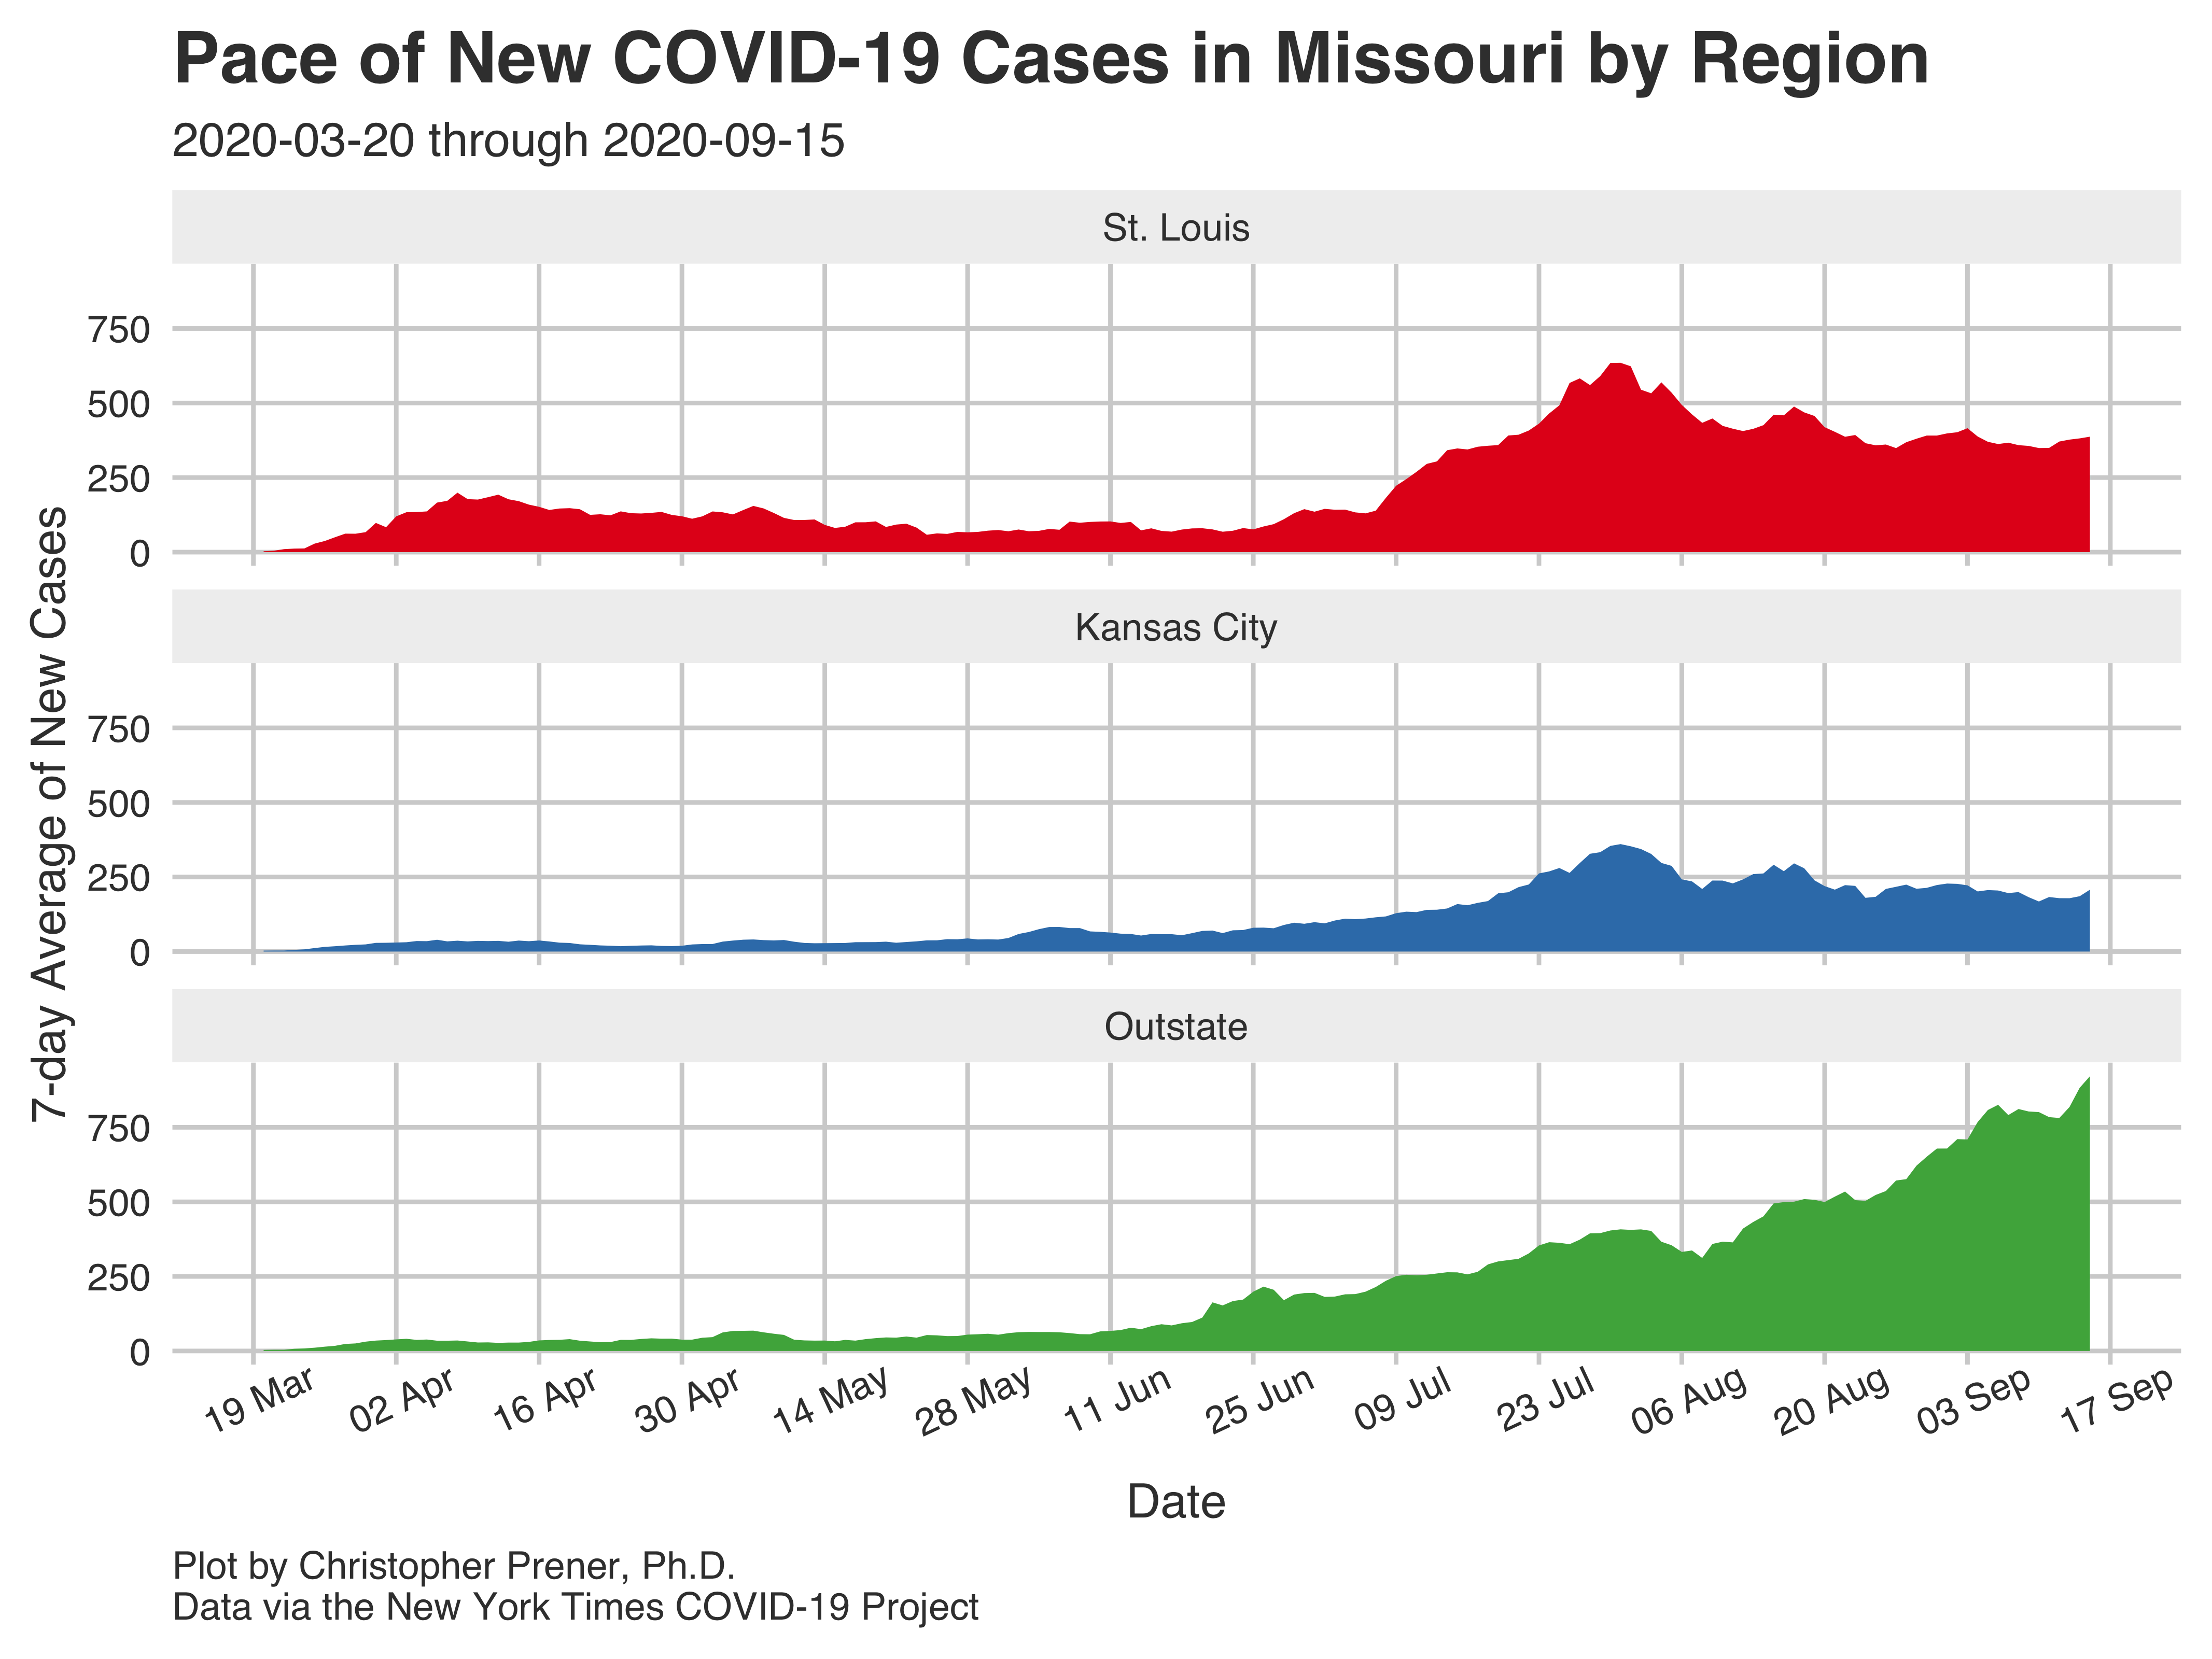 Pace of New COVID-19 Cases in Missouri by Region
2020-03-20 through 2020-09-15
St. Louis
750
500
250
0
Kansas City
750
500
250
0
Outstate
750
500
250
0
7-day Average of New Cases
19 Mar
02 Apr
16 Apr
30 Apr
14 May
28 May
11 Jun
25 Jun
09 Jul
23 Jul
06 Aug
20 Aug
03 Sep
17 Sep
Date
Plot by Christopher Prener, Ph.D.
Data via the New York Times COVID-19 Project